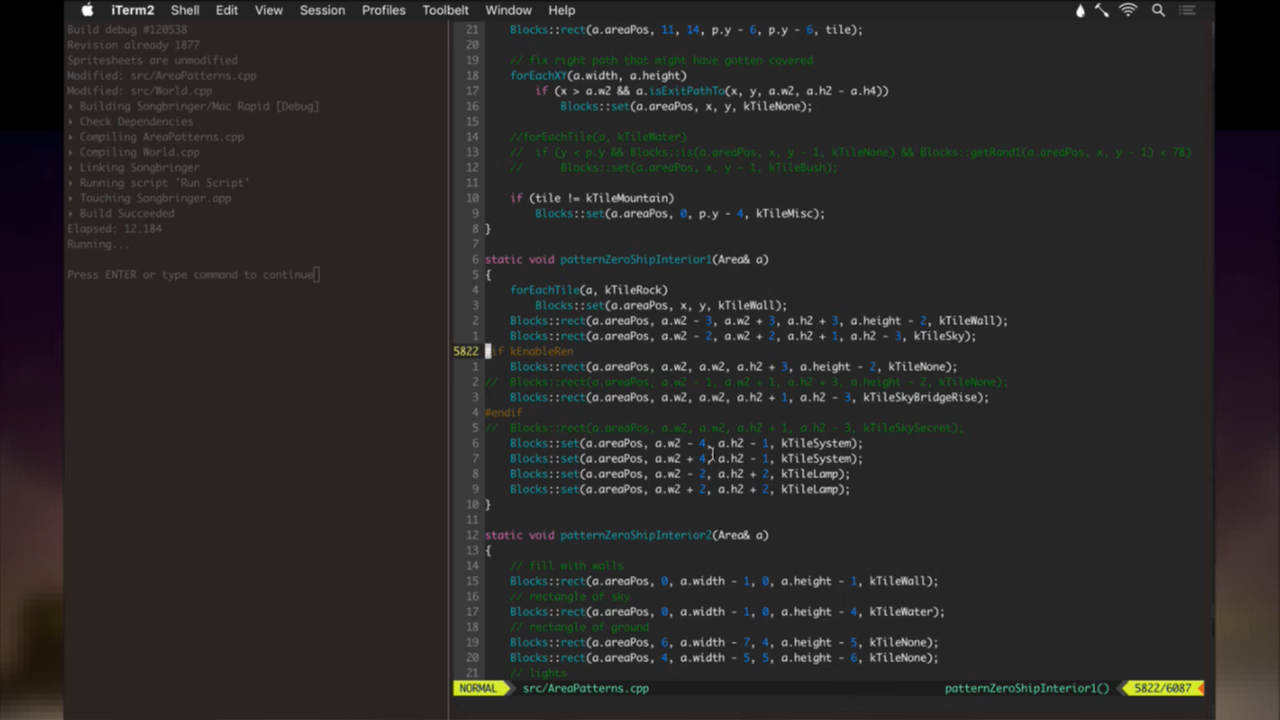 iTerm2 Shell Edit View Session Profiles Toolbelt Window Help
Build debug #120538
Revision already 1877
Spritesheets are unmodified
Modified: src/AreaPatterns.cpp
Modified: src/World.cpp
▸ Building Songbringer/Mac Rapid [Debug]
▸ Check Dependencies
▸ Compiling AreaPatterns.cpp
▸ Compiling World.cpp
▸ Linking Songbringer
▸ Running script 'Run Script'
▸ Touching Songbringer.app
▸ Build Succeeded
Elapsed: 12.184
Running...
Press ENTER or type command to continue
21 Blocks::rect(a.areaPos, 11, 14, p.y - 6, p.y - 6, tile);
20
19 // fix right path that might have gotten covered
18 forEachXY(a.width, a.height)
17 if (x > a.w2 && a.isExitPathTo(x, y, a.w2, a.h2 - a.h4))
16 Blocks::set(a.areaPos, x, y, kTileNone);
15
14 //forEachTile(a, kTileWater)
13 // if (y < p.y && Blocks::is(a.areaPos, x, y - 1, kTileNone) && Blocks::getRand1(a.areaPos, x, y - 1) < 78)
12 // Blocks::set(a.areaPos, x, y - 1, kTileBush);
11
10 if (tile != kTileMountain)
9 Blocks::set(a.areaPos, 0, p.y - 4, kTileMisc);
8 }
7
6 static void patternZeroShipInterior1(Area& a)
5 {
4 forEachTile(a, kTileRock)
3 Blocks::set(a.areaPos, x, y, kTileWall);
2 Blocks::rect(a.areaPos, a.w2 - 3, a.w2 + 3, a.h2 + 3, a.height - 2, kTileWall);
1 Blocks::rect(a.areaPos, a.w2 - 2, a.w2 + 2, a.h2 + 1, a.h2 - 3, kTileSky);
5822 #if kEnableRen
1 Blocks::rect(a.areaPos, a.w2, a.w2, a.h2 + 3, a.height - 2, kTileNone);
2 // Blocks::rect(a.areaPos, a.w2 - 1, a.w2 + 1, a.h2 + 3, a.height - 2, kTileNone);
3 Blocks::rect(a.areaPos, a.w2, a.w2, a.h2 + 1, a.h2 - 3, kTileSkyBridgeRise);
4 #endif
5 // Blocks::rect(a.areaPos, a.w2, a.w2, a.h2 + 1, a.h2 - 3, kTileSkySecret);
6 Blocks::set(a.areaPos, a.w2 - 4, a.h2 - 1, kTileSystem);
7 Blocks::set(a.areaPos, a.w2 + 4, a.h2 - 1, kTileSystem);
8 Blocks::set(a.areaPos, a.w2 - 2, a.h2 + 2, kTileLamp);
9 Blocks::set(a.areaPos, a.w2 + 2, a.h2 + 2, kTileLamp);
10 }
11
12 static void patternZeroShipInterior2(Area& a)
13 {
14 // fill with walls
15 Blocks::rect(a.areaPos, 0, a.width - 1, 0, a.height - 1, kTileWall);
16 // rectangle of sky
17 Blocks::rect(a.areaPos, 0, a.width - 1, 0, a.height - 4, kTileWater);
18 // rectangle of ground
19 Blocks::rect(a.areaPos, 6, a.width - 7, 4, a.height - 5, kTileNone);
20 Blocks::rect(a.areaPos, 4, a.width - 5, 5, a.height - 6, kTileNone);
21 // lights
NORMAL src/AreaPatterns.cpp patternZeroShipInterior1() 5822/6087